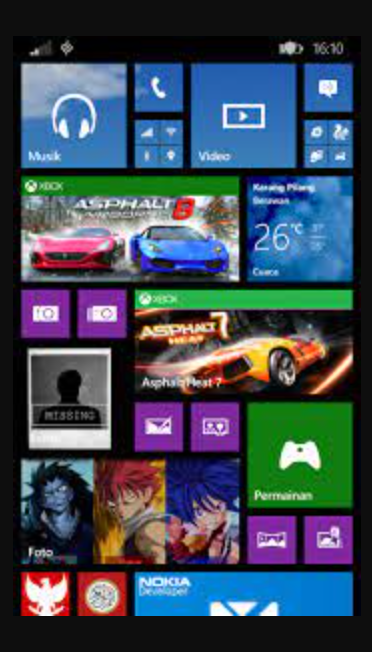 16:10
Musik
Video
XBOX
ASPHALT 8
AIRBORNE
Karang Pilang
Berawan
26°C
Cuaca
XBOX
ASPHALT 7
HEAT
Asphalt Heat 7
MISSING
Permainan
Foto
NOKIA
Developer